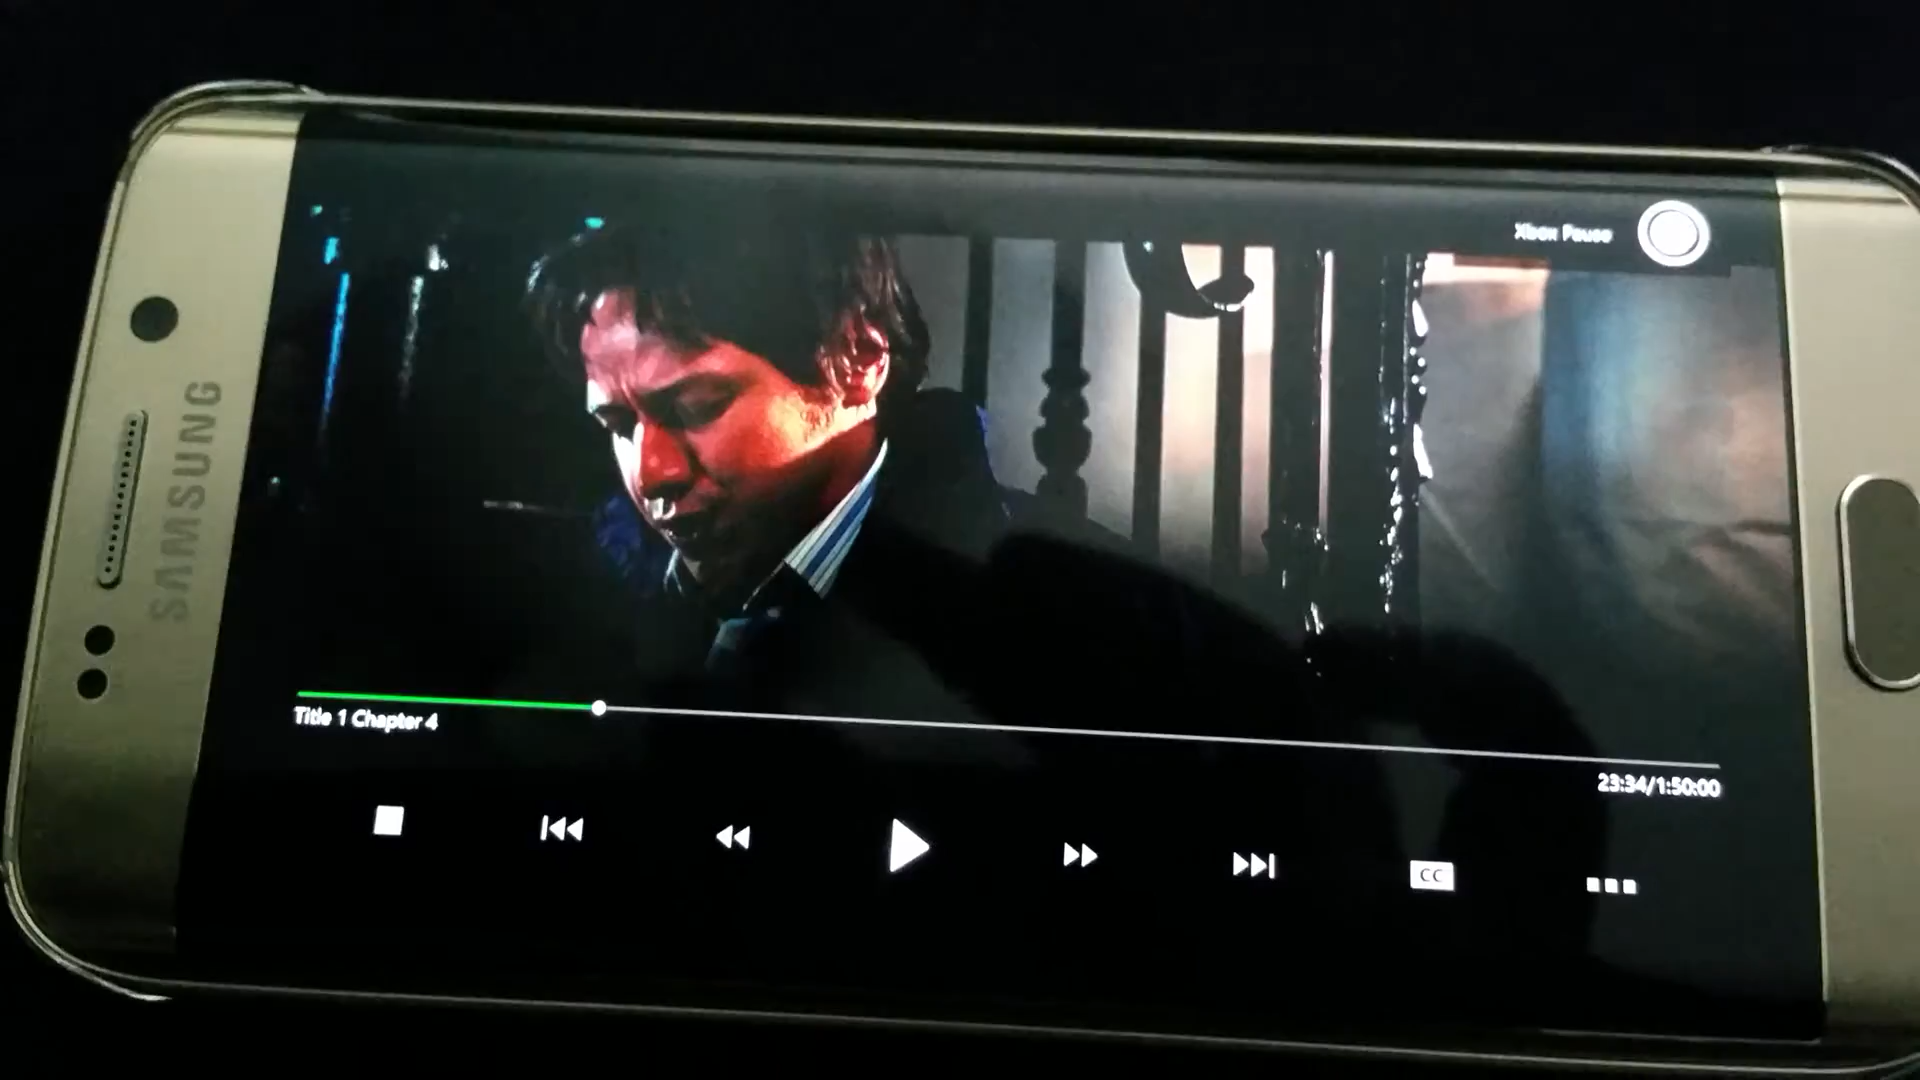 SAMSUNG
Xbox Pause
Title 1 Chapter 4
23:34/1:50:00
CC